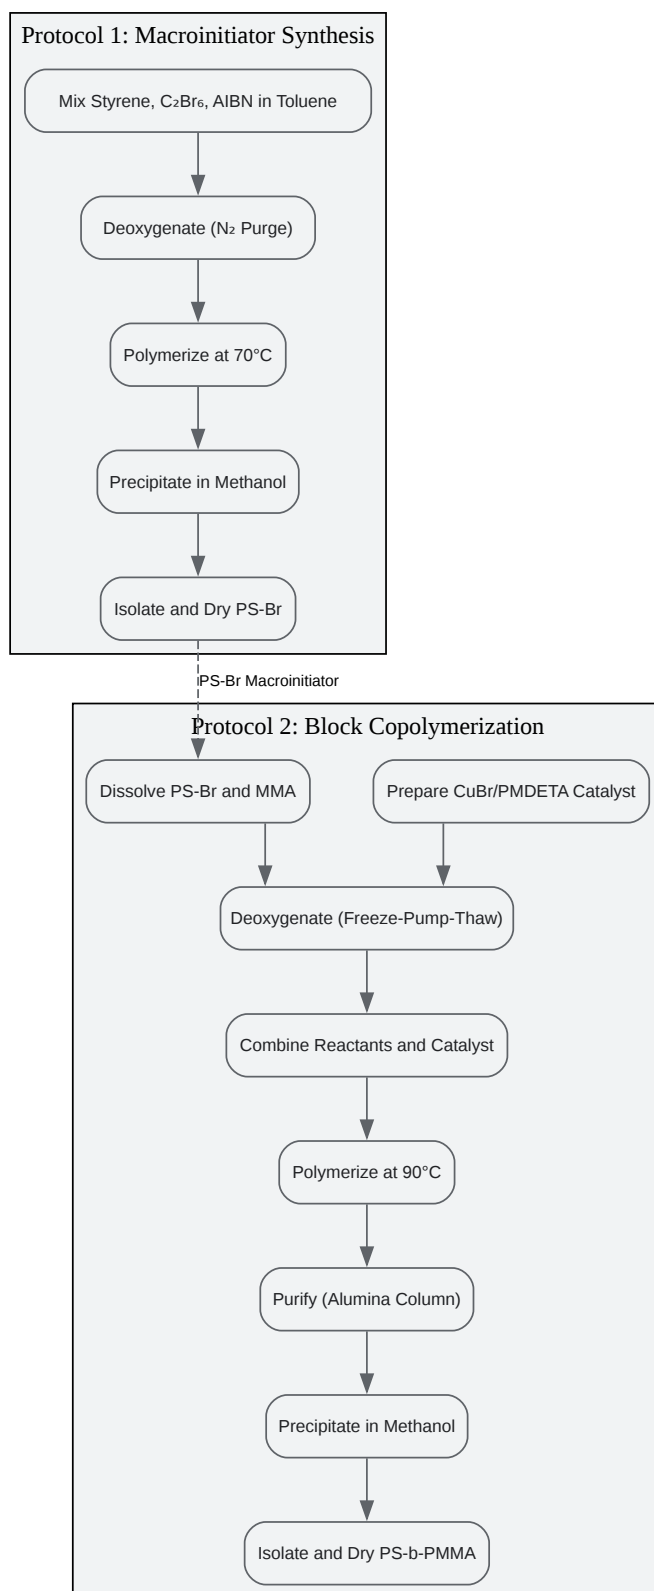 Protocol 1: Macroinitiator Synthesis
Mix Styrene, C₂Br₆, AIBN in Toluene
Deoxygenate (N₂ Purge)
Polymerize at 70°C
Precipitate in Methanol
Isolate and Dry PS-Br
PS-Br Macroinitiator
Protocol 2: Block Copolymerization
Dissolve PS-Br and MMA
Prepare CuBr/PMDETA Catalyst
Deoxygenate (Freeze-Pump-Thaw)
Combine Reactants and Catalyst
Polymerize at 90°C
Purify (Alumina Column)
Precipitate in Methanol
Isolate and Dry PS-b-PMMA